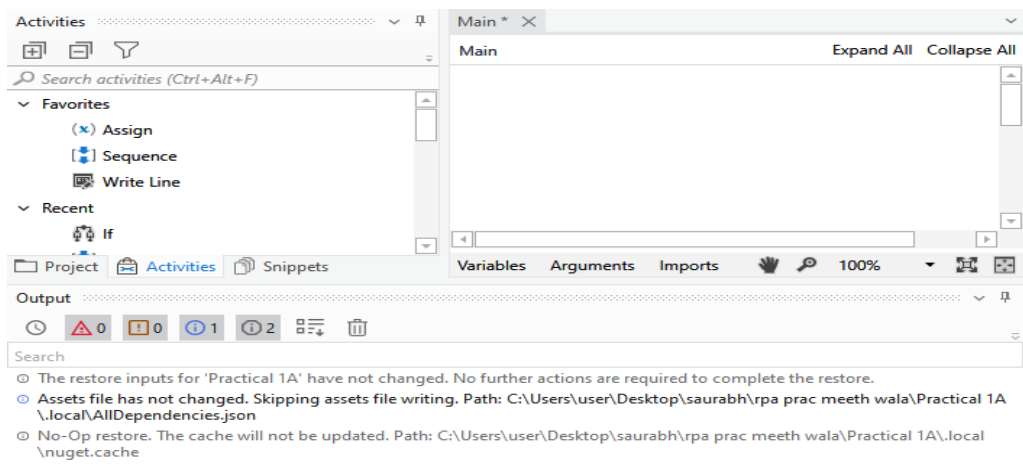 Activities
Search activities (Ctrl+Alt+F)
Favorites
Assign
Sequence
Write Line
Recent
If
Project Activities Snippets
Main *
Main Expand All Collapse All
Variables Arguments Imports 100%
Output
0 0 1 2
Search
The restore inputs for 'Practical 1A' have not changed. No further actions are required to complete the restore.
Assets file has not changed. Skipping assets file writing. Path: C:\Users\user\Desktop\saurabh\rpa prac meeth wala\Practical 1A
\.local\AllDependencies.json
No-Op restore. The cache will not be updated. Path: C:\Users\user\Desktop\saurabh\rpa prac meeth wala\Practical 1A\.local
\nuget.cache